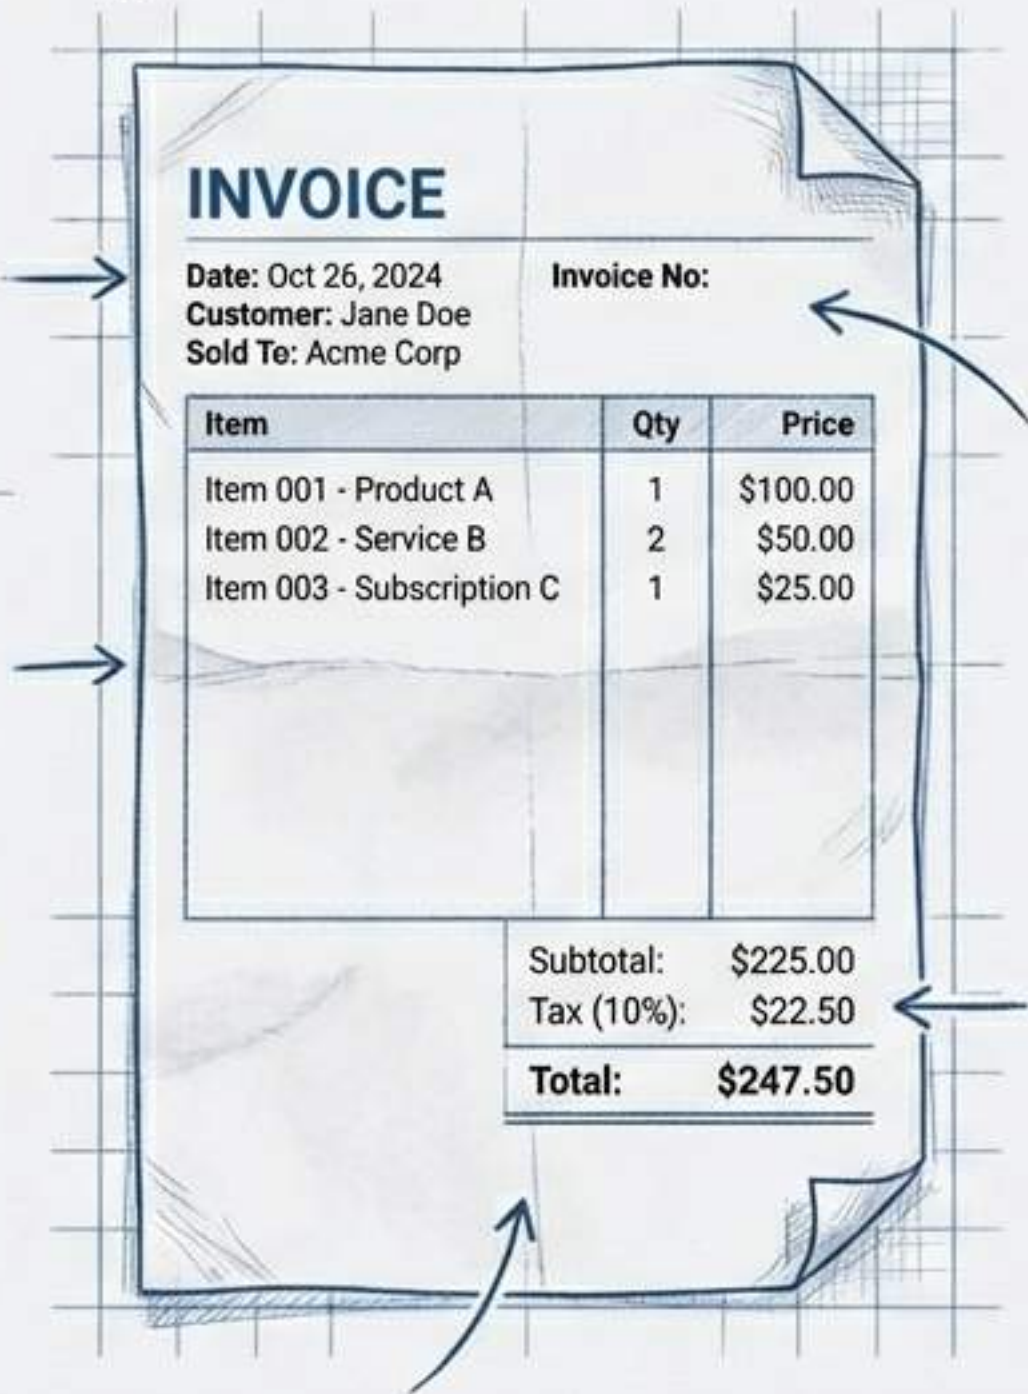 INVOICE
Date: Oct 26, 2024 Invoice No:
Customer: Jane Doe
Sold Te: Acme Corp
Item Qty Price
Item 001 - Product A 1 $100.00
Item 002 - Service B 2 $50.00
Item 003 - Subscription C 1 $25.00
Subtotal: $225.00
Tax (10%): $22.50
Total: $247.50